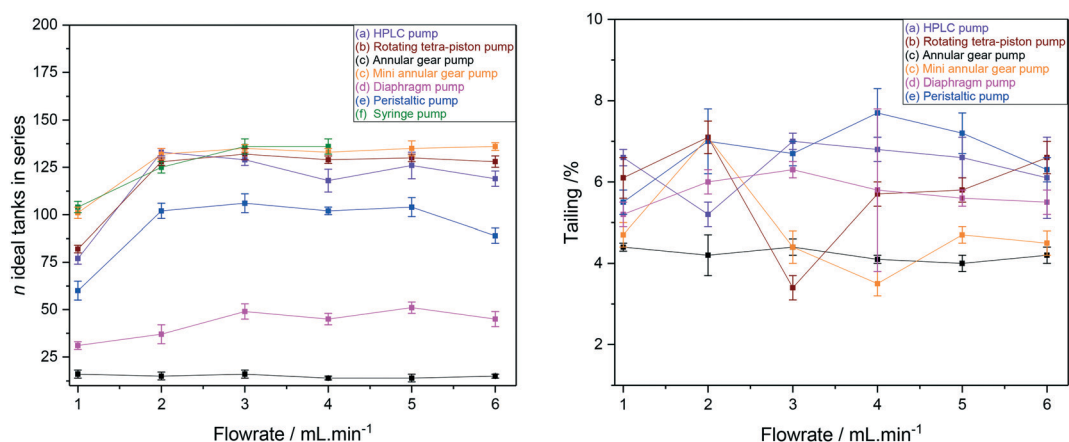 200
175
150
125
100
75
50
25
n ideal tanks in series
(a) HPLC pump
(b) Rotating tetra-piston pump
(c) Annular gear pump
(c) Mini annular gear pump
(d) Diaphragm pump
(e) Peristaltic pump
(f) Syringe pump
1 2 3 4 5 6
Flowrate / mL.min⁻¹
10
8
6
4
2
Tailing /%
(a) HPLC pump
(b) Rotating tetra-piston pump
(c) Annular gear pump
(c) Mini annular gear pump
(d) Diaphragm pump
(e) Peristaltic pump
1 2 3 4 5 6
Flowrate / mL.min⁻¹